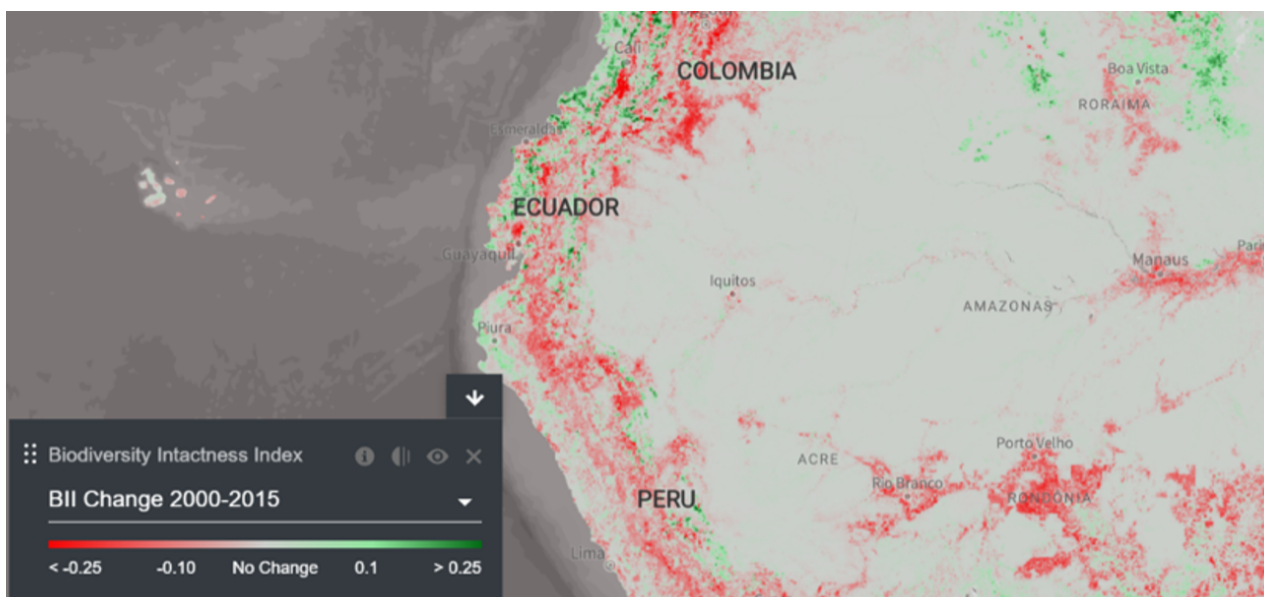 Cali
COLOMBIA
Boa Vista
RORAIMA
Esmeraldas
ECUADOR
Guayaquil
Iquitos
Manaus
AMAZONAS
Piura
Porto Velho
ACRE
Rio Branco
RONDÔNIA
PERU
Lima
Biodiversity Intactness Index
BII Change 2000-2015
< -0.25 -0.10 No Change 0.1 > 0.25